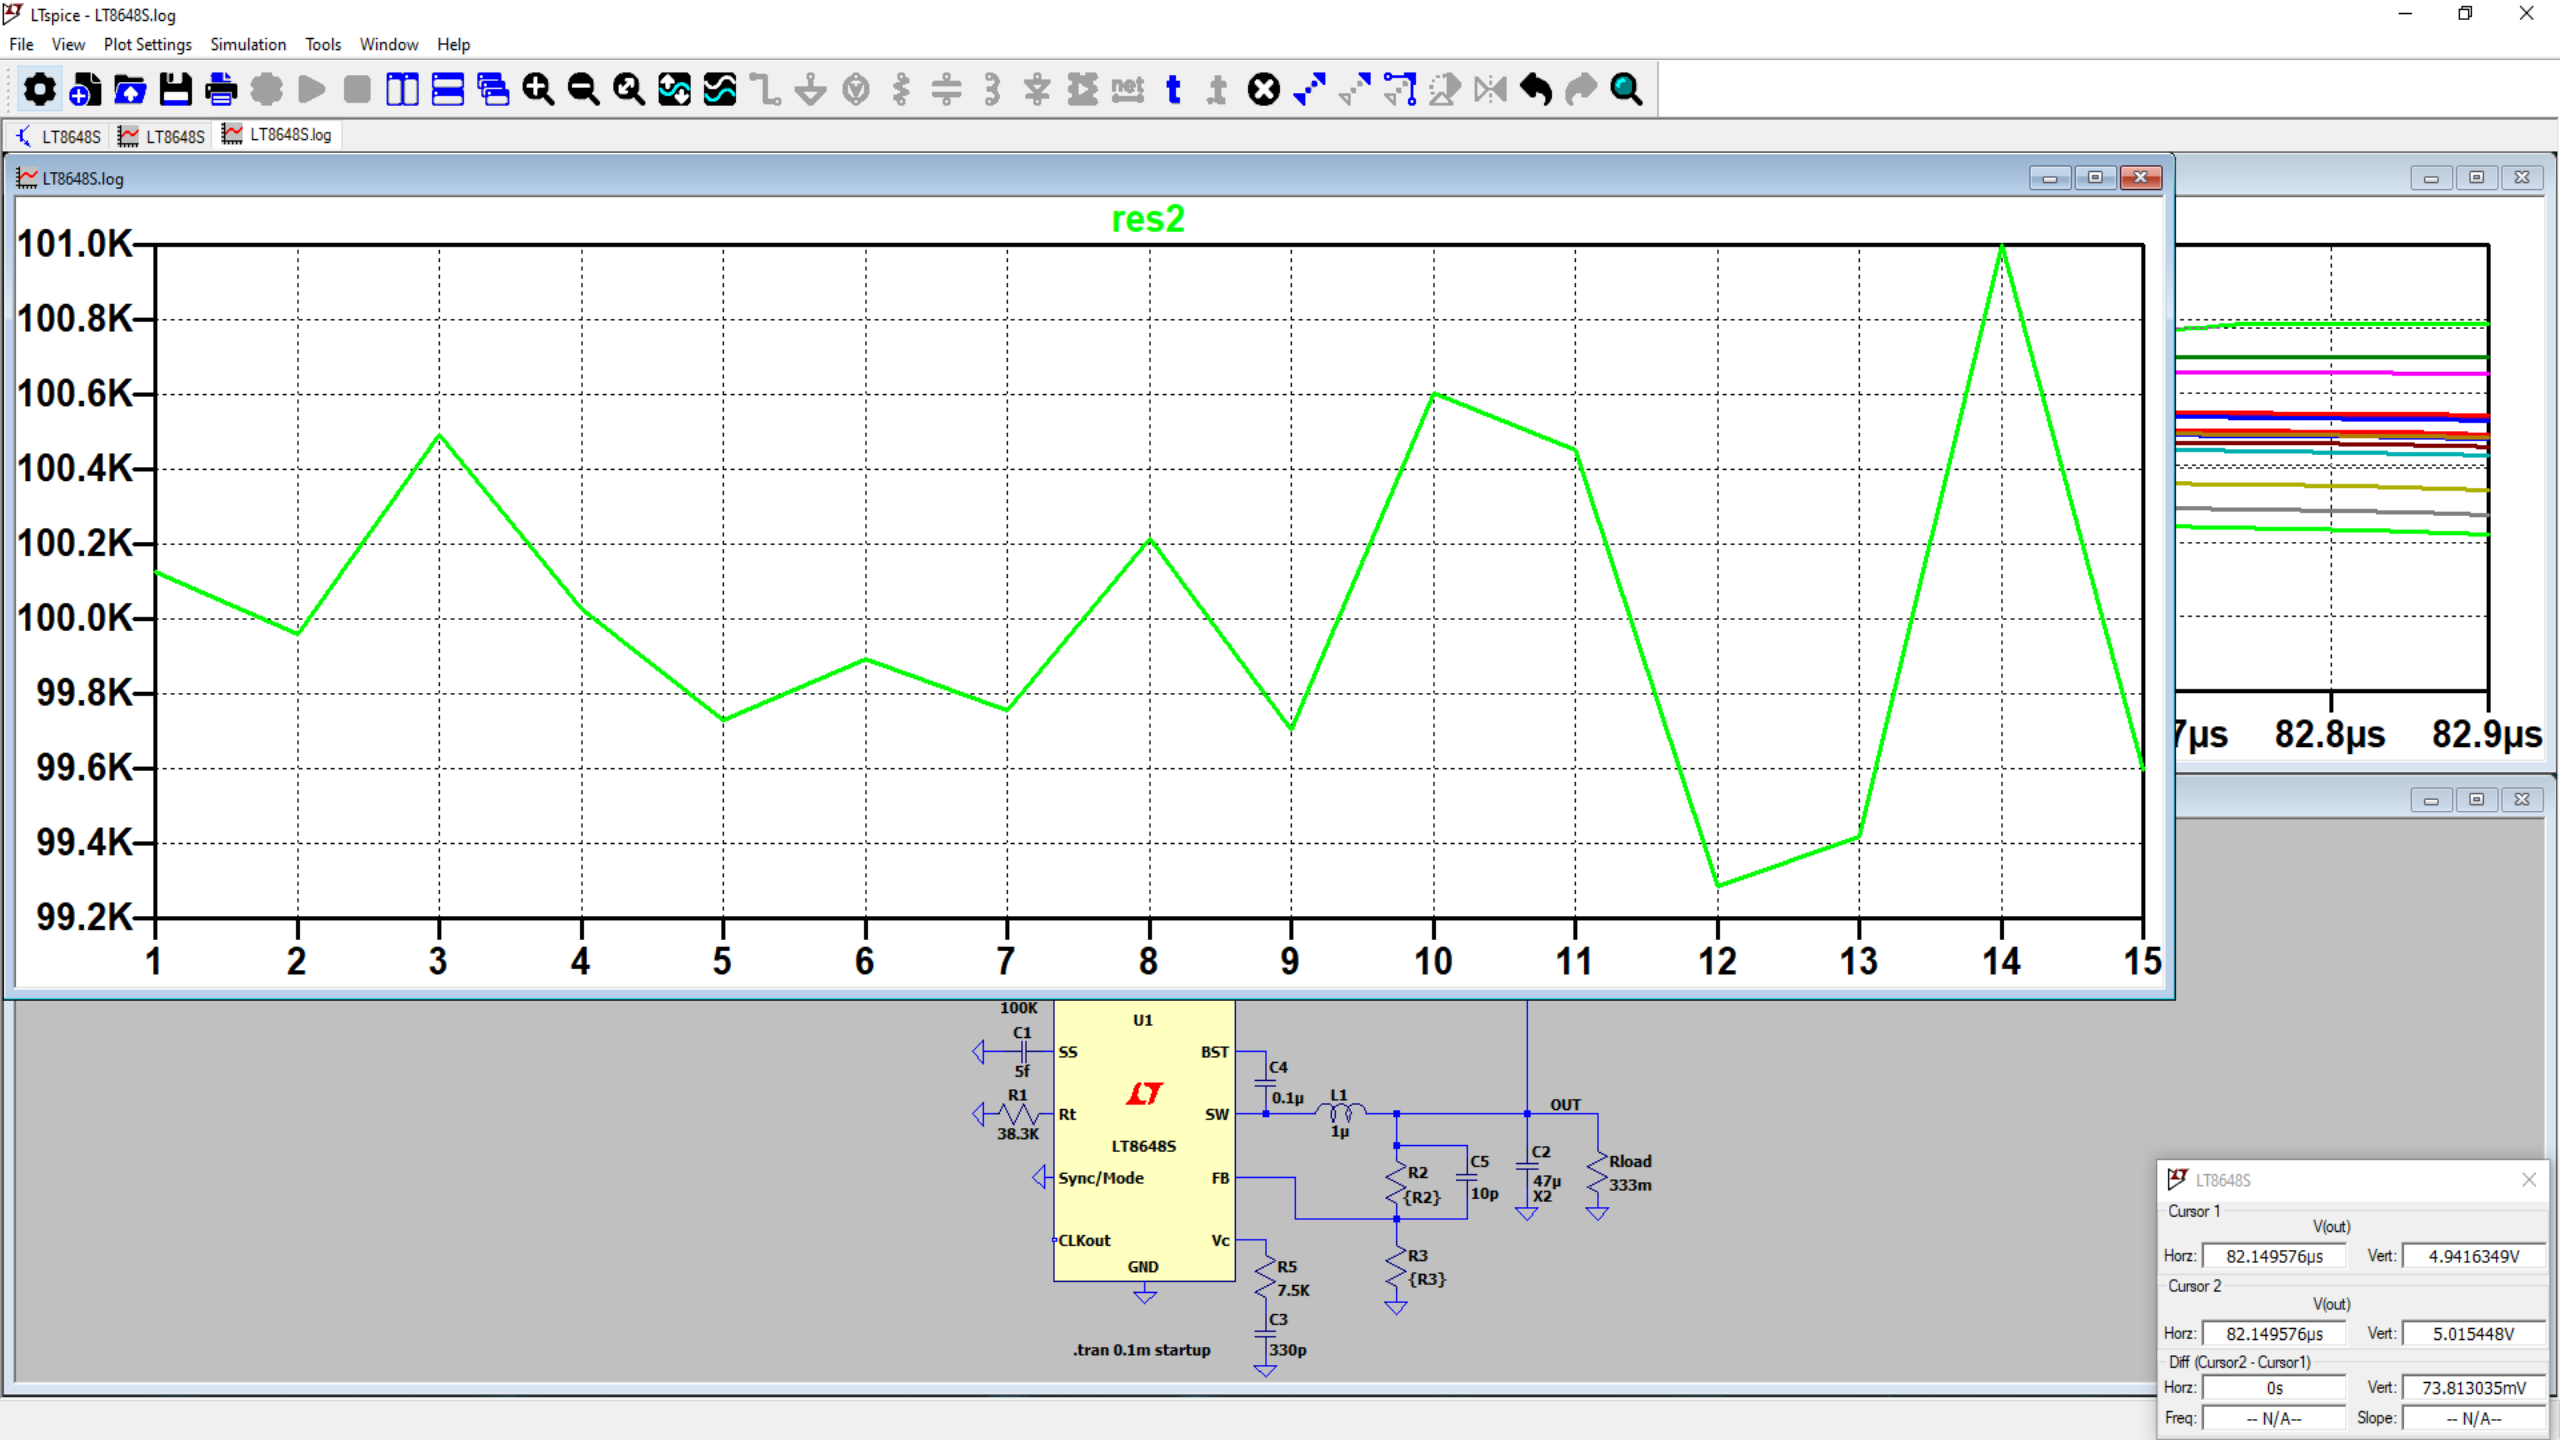 LTspice - LT8648S.log
File View Plot Settings Simulation Tools Window Help
net t .t
LT8648S LT8648S LT8648S.log
LT8648S.log
res2
101.0K
100.8K
100.6K
100.4K
100.2K
100.0K
99.8K
99.6K
99.4K
99.2K
1 2 3 4 5 6 7 8 9 10 11 12 13 14 15
7µs 82.8µs 82.9µs
100K
U1
C1
SS
BST
5f
C4
0.1µ
R1
Rt
38.3K
SW
L1
1µ
OUT
LT8648S
Sync/Mode
FB
R2
{R2}
C5
10p
C2
47µ
X2
Rload
333m
CLKout
Vc
GND
R5
7.5K
R3
{R3}
C3
330p
.tran 0.1m startup
LT8648S
Cursor 1
V(out)
Horz: 82.149576µs Vert: 4.9416349V
Cursor 2
V(out)
Horz: 82.149576µs Vert: 5.015448V
Diff (Cursor2 - Cursor1)
Horz: 0s Vert: 73.813035mV
Freq: -- N/A-- Slope: -- N/A--